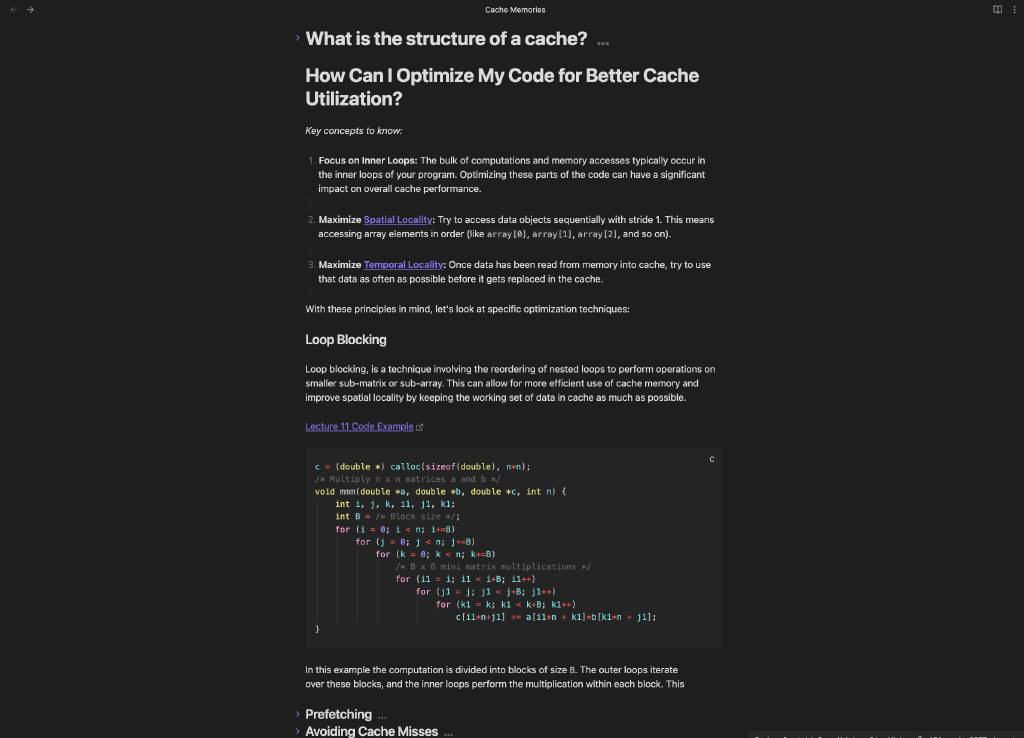 Cache Memories
What is the structure of a cache? ...
How Can I Optimize My Code for Better Cache
Utilization?
Key concepts to know:
1. Focus on Inner Loops: The bulk of computations and memory accesses typically occur in
the inner loops of your program. Optimizing these parts of the code can have a significant
impact on overall cache performance.
2. Maximize Spatial Locality: Try to access data objects sequentially with stride 1. This means
accessing array elements in order (like array[0], array[1], array[2], and so on).
3. Maximize Temporal Locality: Once data has been read from memory into cache, try to use
that data as often as possible before it gets replaced in the cache.
With these principles in mind, let's look at specific optimization techniques:
Loop Blocking
Loop blocking, is a technique involving the reordering of nested loops to perform operations on
smaller sub-matrix or sub-array. This can allow for more efficient use of cache memory and
improve spatial locality by keeping the working set of data in cache as much as possible.
Lecture 11 Code Example
C
c = (double *) calloc(sizeof(double), n*n);
/* Multiply n x n matrices a and b */
void mmm(double *a, double *b, double *c, int n) {
int i, j, k, i1, j1, k1;
int B = /* Block size */;
for (i = 0; i < n; i+=B)
for (j = 0; j < n; j+=B)
for (k = 0; k < n; k+=B)
/* B x B mini matrix multiplications */
for (i1 = i; i1 < i+B; i1++)
for (j1 = j; j1 < j+B; j1++)
for (k1 = k; k1 < k+B; k1++)
c[i1*n+j1] += a[i1*n + k1]*b[k1*n + j1];
}
In this example the computation is divided into blocks of size B. The outer loops iterate
over these blocks, and the inner loops perform the multiplication within each block. This
Prefetching ...
Avoiding Cache Misses ...